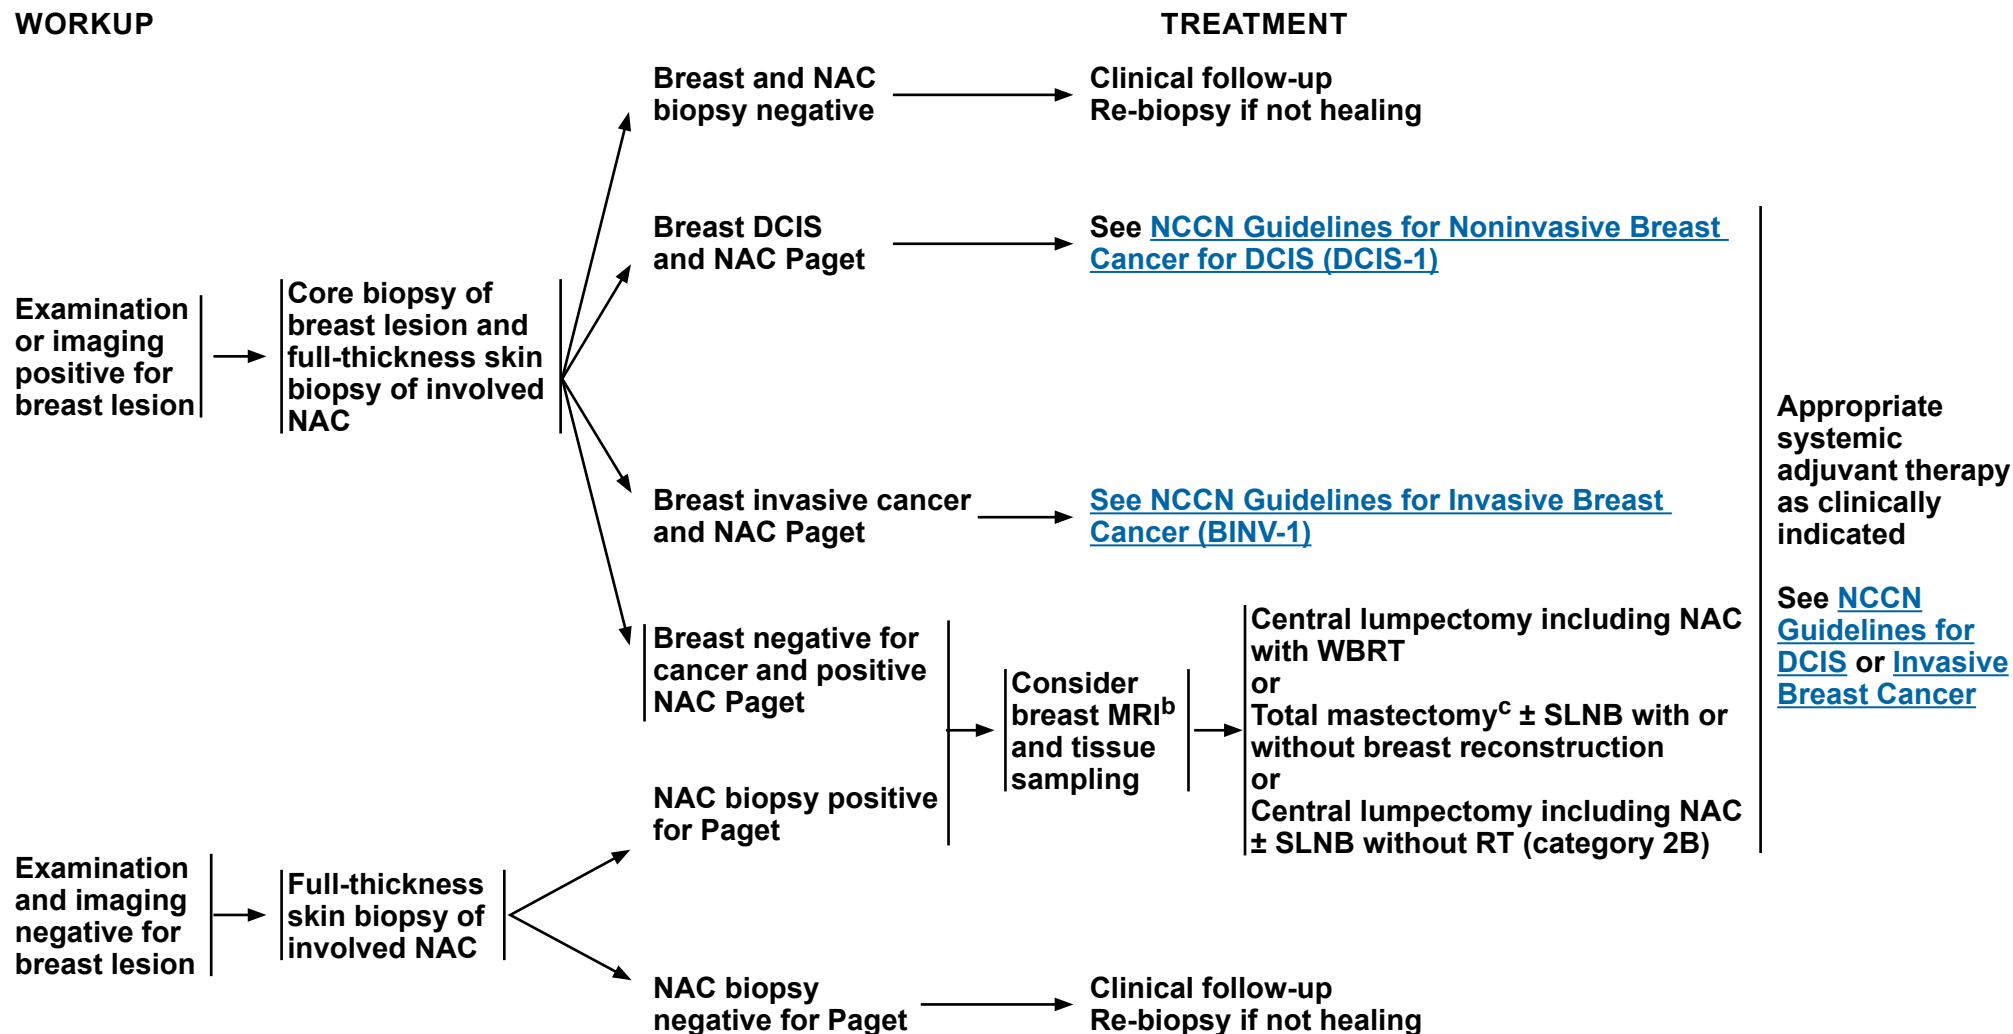 WORKUP
TREATMENT
Breast and NAC
biopsy negative
Clinical follow-up
Re-biopsy if not healing
Breast DCIS
and NAC Paget
See NCCN Guidelines for Noninvasive Breast
Cancer for DCIS (DCIS-1)
Examination
or imaging
positive for
breast lesion
Core biopsy of
breast lesion and
full-thickness skin
biopsy of involved
NAC
Breast invasive cancer
and NAC Paget
See NCCN Guidelines for Invasive Breast
Cancer (BINV-1)
Breast negative for
cancer and positive
NAC Paget
NAC biopsy positive
for Paget
Consider
breast MRIb
and tissue
sampling
Central lumpectomy including NAC
with WBRT
or
Total mastectomyc ± SLNB with or
without breast reconstruction
or
Central lumpectomy including NAC
± SLNB without RT (category 2B)
Appropriate
systemic
adjuvant therapy
as clinically
indicated
See NCCN
Guidelines for
DCIS or Invasive
Breast Cancer
Examination
and imaging
negative for
breast lesion
Full-thickness
skin biopsy of
involved NAC
NAC biopsy
negative for Paget
Clinical follow-up
Re-biopsy if not healing